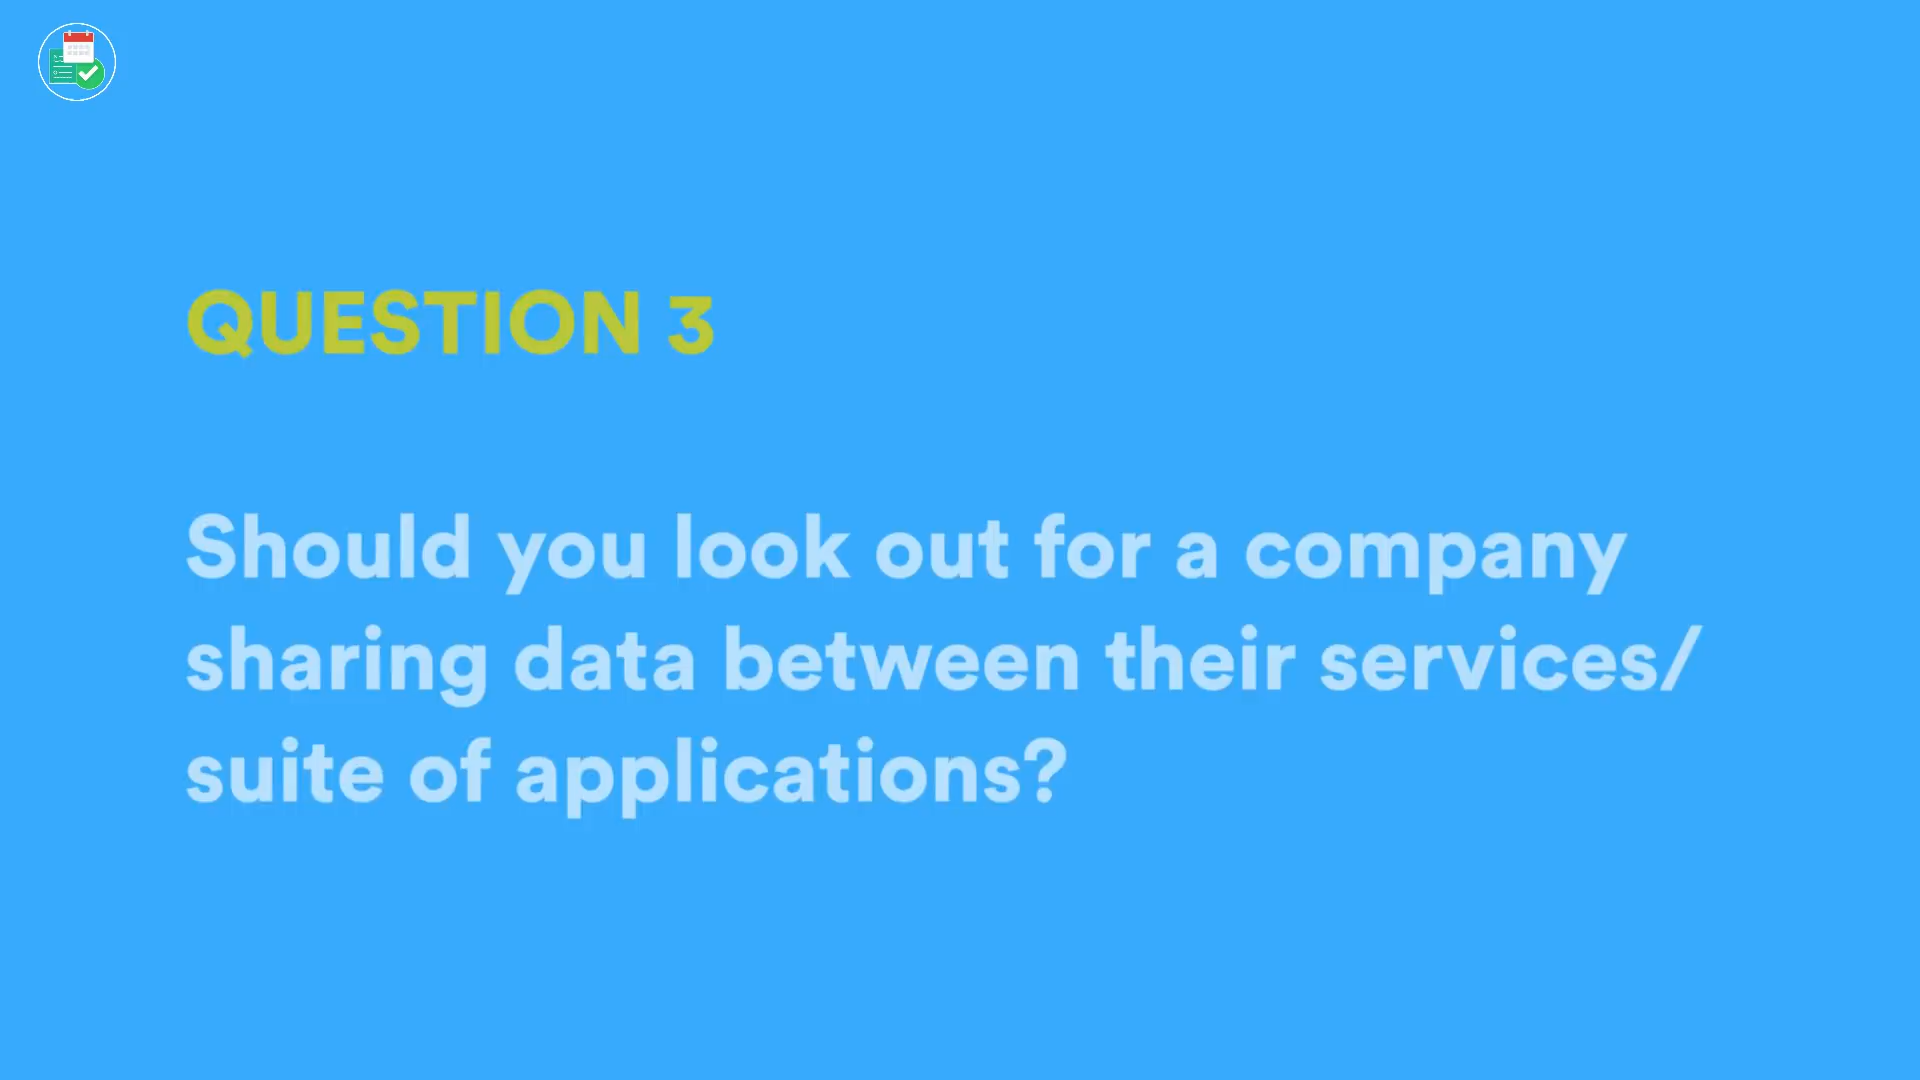 QUESTION 3
Should you look out for a company
sharing data between their services/
suite of applications?